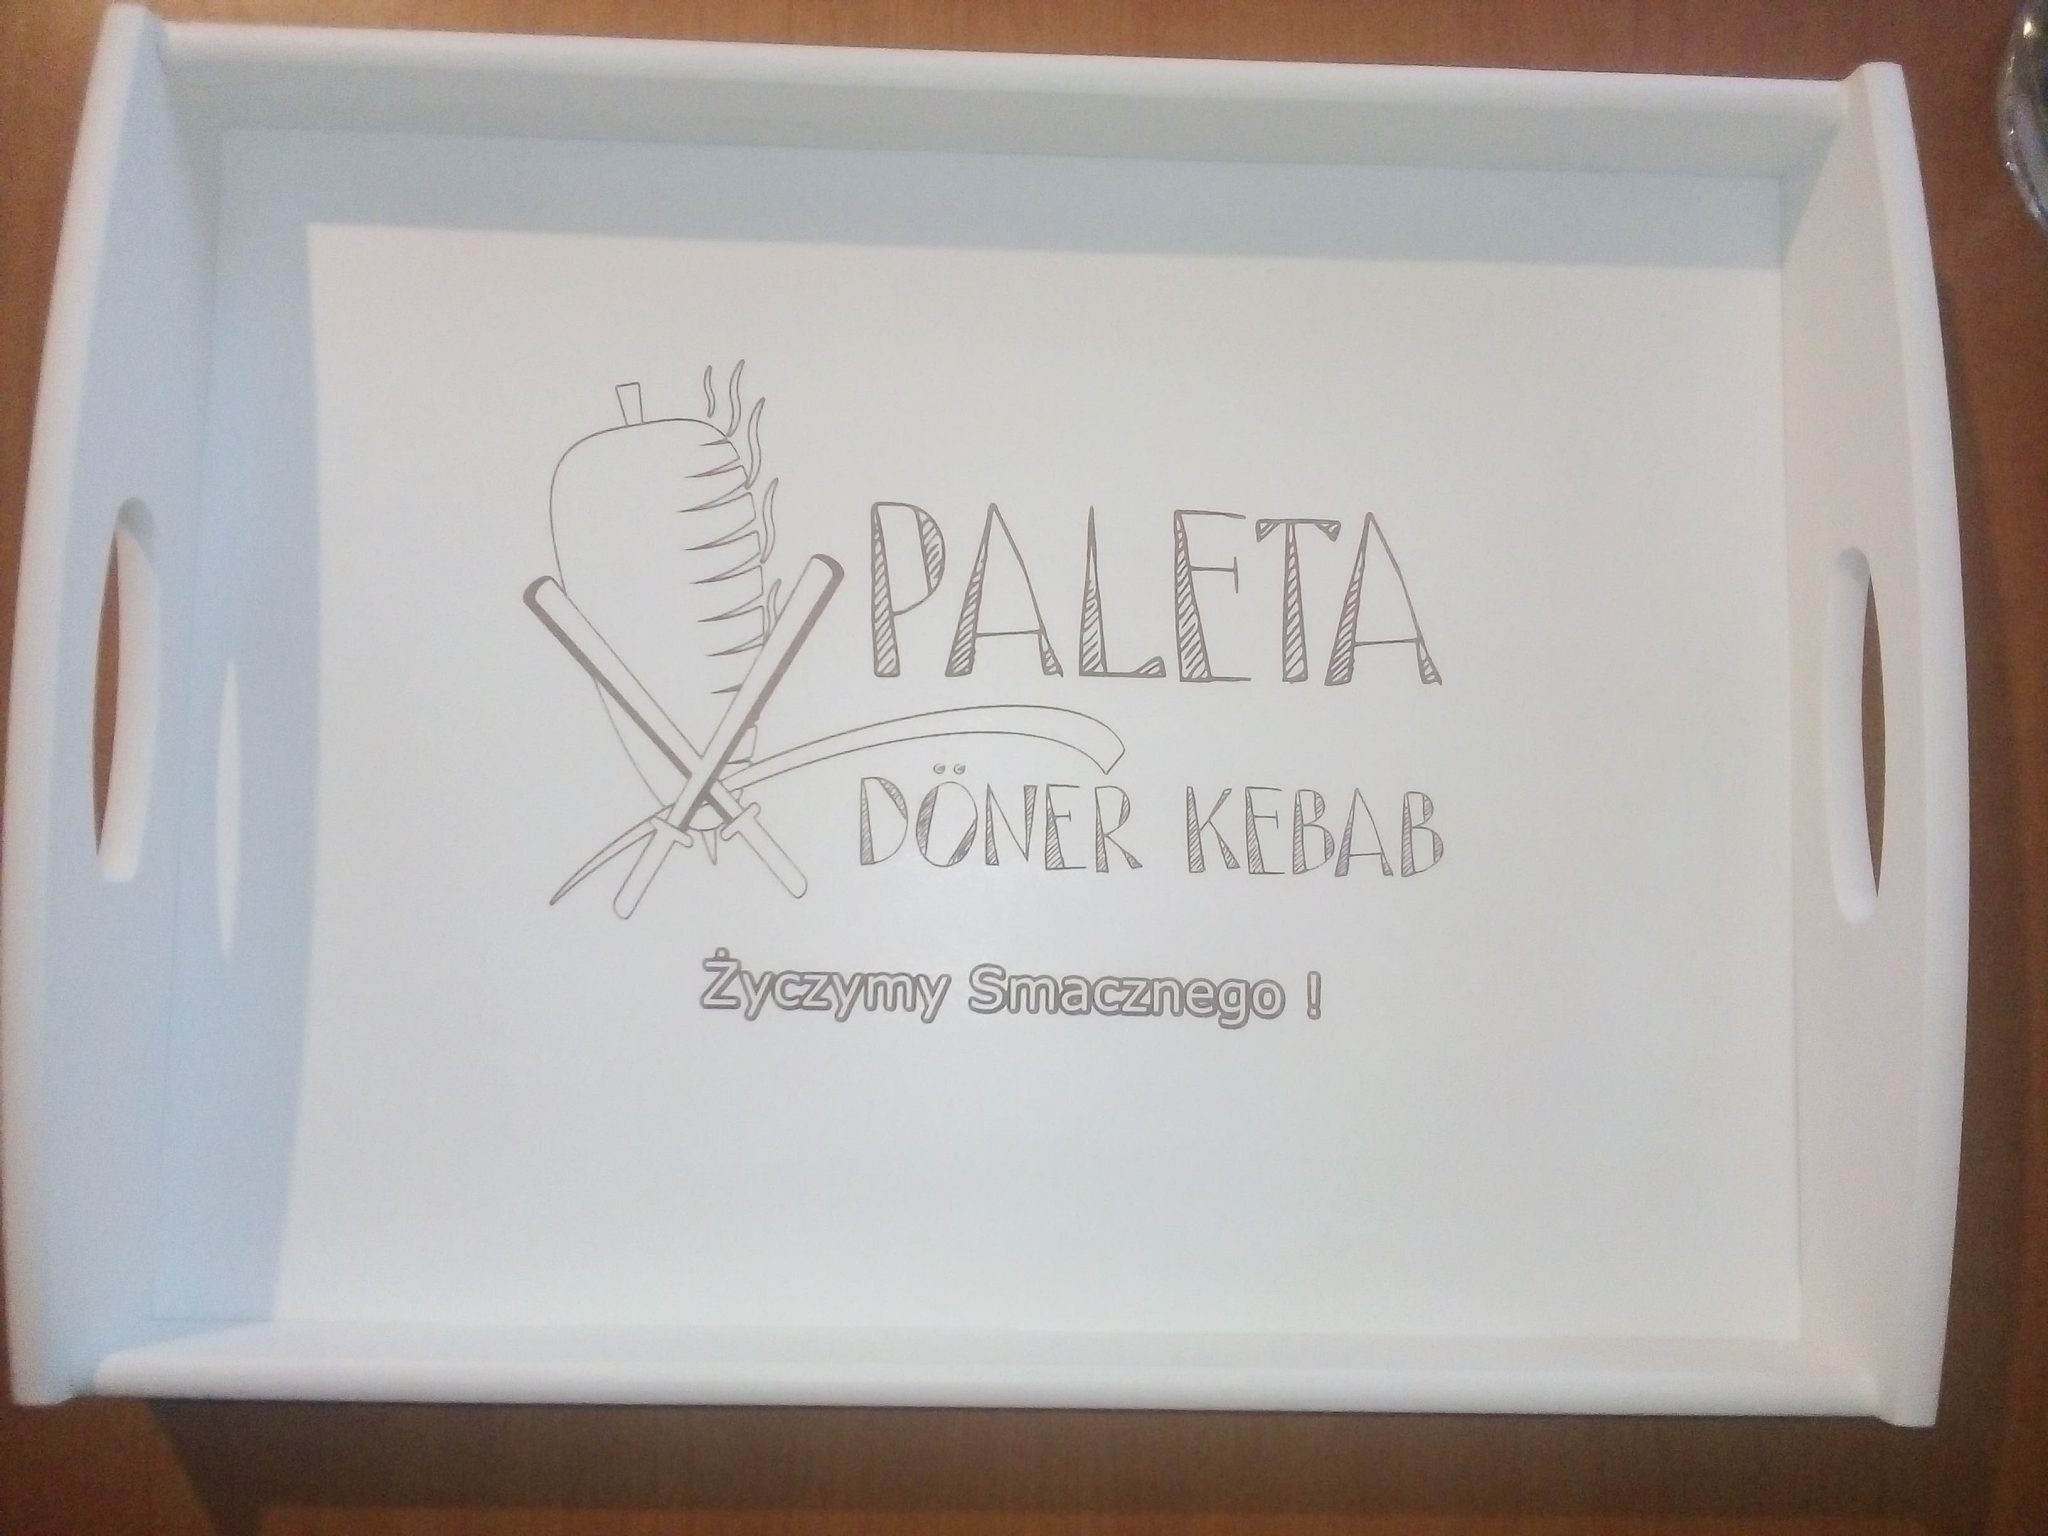 PALETA
DÖNER KEBAB
Życzymy Smacznego !